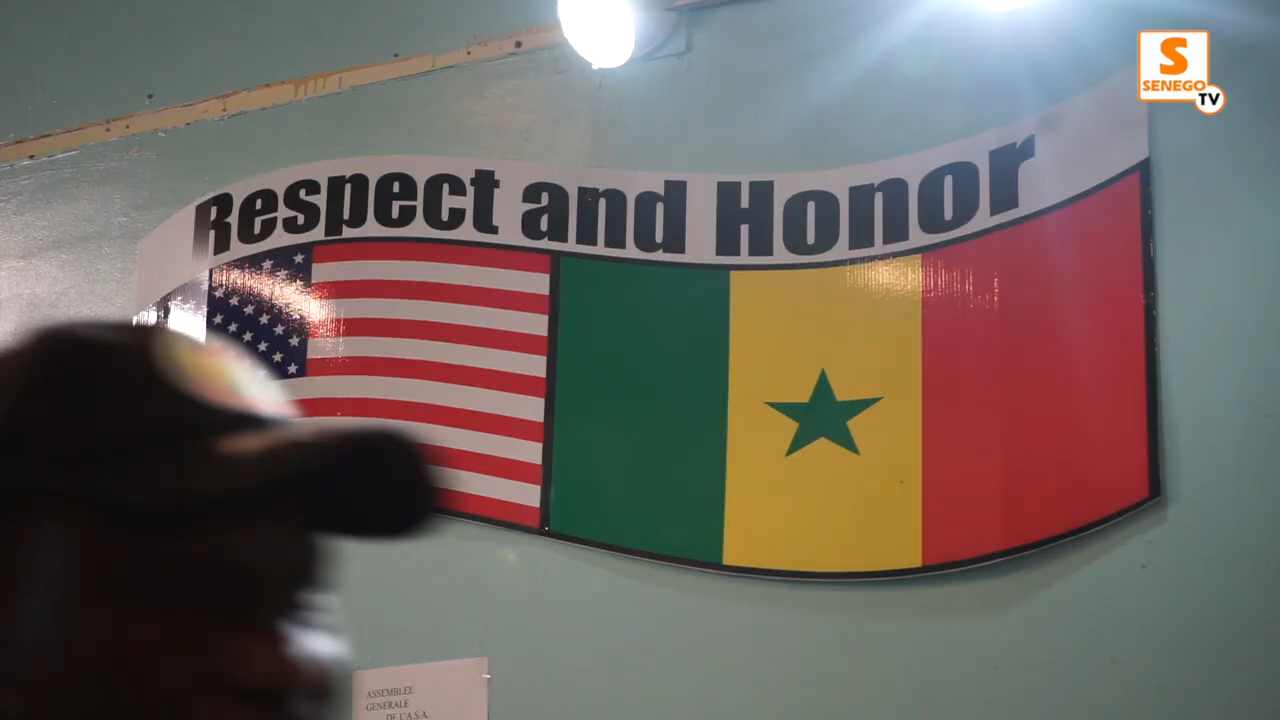 S
SENEGO
TV
Respect and Honor
ASSEMBLEE
GENERALE
DE L'A.S.A.